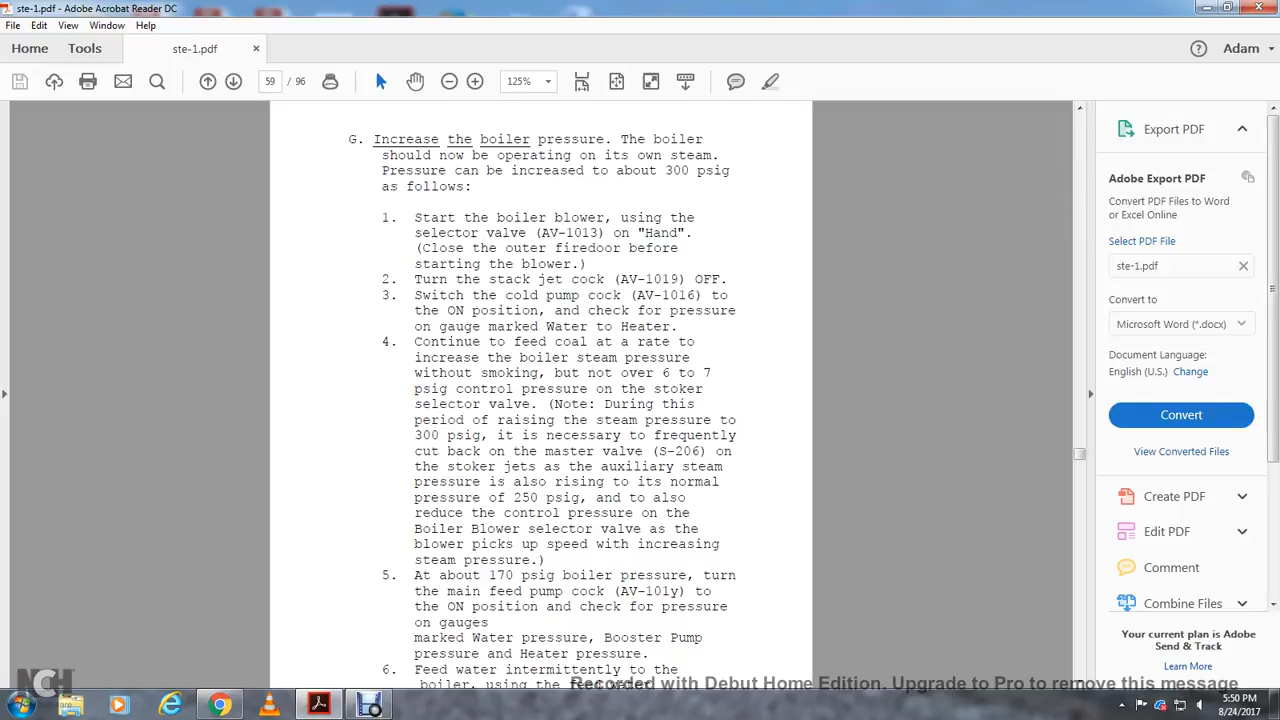 ste-1.pdf - Adobe Acrobat Reader DC
File Edit View Window Help
Home Tools ste-1.pdf × Adam
59 / 96 125%
G. Increase the boiler pressure. The boiler
should now be operating on its own steam.
Pressure can be increased to about 300 psig
as follows:
1. Start the boiler blower, using the
selector valve (AV-1013) on "Hand".
(Close the outer firedoor before
starting the blower.)
2. Turn the stack jet cock (AV-1019) OFF.
3. Switch the cold pump cock (AV-1016) to
the ON position, and check for pressure
on gauge marked Water to Heater.
4. Continue to feed coal at a rate to
increase the boiler steam pressure
without smoking, but not over 6 to 7
psig control pressure on the stoker
selector valve. (Note: During this
period of raising the steam pressure to
300 psig, it is necessary to frequently
cut back on the master valve (S-206) on
the stoker jets as the auxiliary steam
pressure is also rising to its normal
pressure of 250 psig, and to also
reduce the control pressure on the
Boiler Blower selector valve as the
blower picks up speed with increasing
steam pressure.)
5. At about 170 psig boiler pressure, turn
the main feed pump cock (AV-101y) to
the ON position and check for pressure
on gauges
marked Water pressure, Booster Pump
pressure and Heater pressure.
6. Feed water intermittently to the
boiler, using the feed water
Export PDF
Adobe Export PDF
Convert PDF Files to Word
or Excel Online
Select PDF File
ste-1.pdf
Convert to
Microsoft Word (*.docx)
Document Language:
English (U.S.) Change
Convert
View Converted Files
Create PDF
Edit PDF
Comment
Combine Files
Your current plan is Adobe
Send & Track
Learn More
NCH
Recorded with Debut Home Edition. Upgrade to Pro to remove this message
5:50 PM
8/24/2017